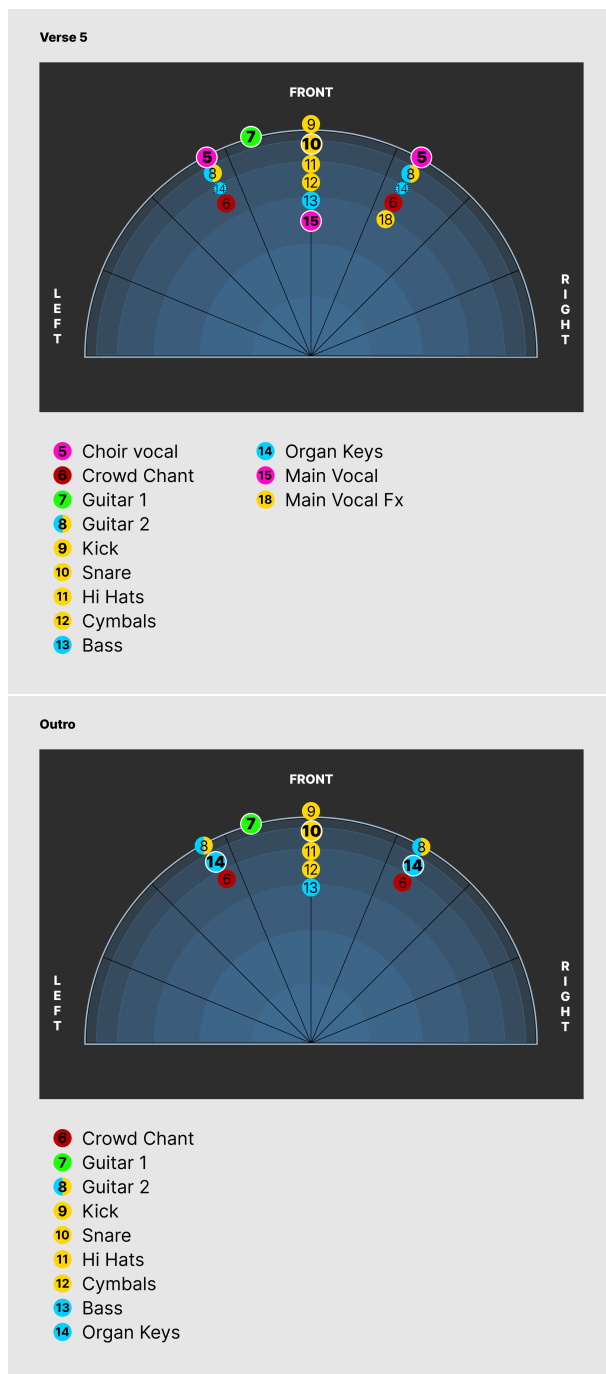 Verse 5
FRONT
9
7
10
5
5
11
8
8
12
14
14
13
6
6
15
18
LEFT
RIGHT
5 Choir vocal
6 Crowd Chant
7 Guitar 1
8 Guitar 2
9 Kick
10 Snare
11 Hi Hats
12 Cymbals
13 Bass
14 Organ Keys
15 Main Vocal
18 Main Vocal Fx
Outro
FRONT
9
7
10
8
8
11
14
14
12
6
6
13
LEFT
RIGHT
6 Crowd Chant
7 Guitar 1
8 Guitar 2
9 Kick
10 Snare
11 Hi Hats
12 Cymbals
13 Bass
14 Organ Keys